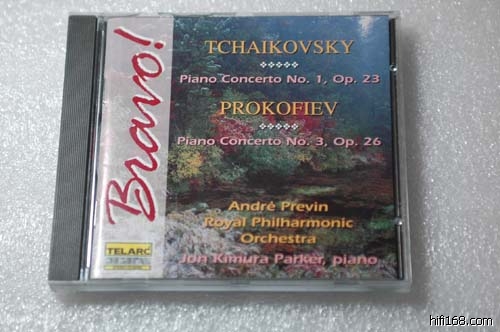 Bravo!
TCHAIKOVSKY
Piano Concerto No. 1, Op. 23
PROKOFIEV
Piano Concerto No. 3, Op. 26
André Previn
Royal Philharmonic
Orchestra
Jon Kimura Parker, piano
TELARC
hifi168.com